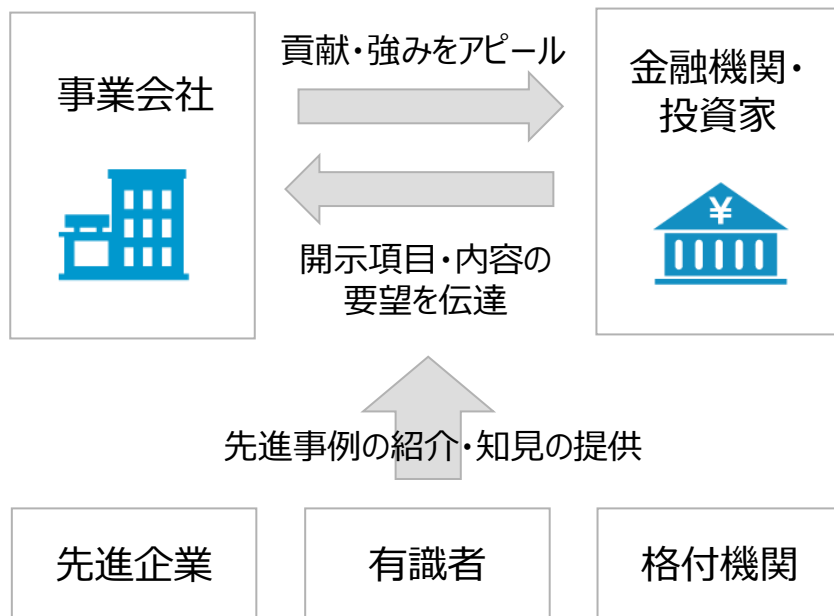 事業会社
貢献・強みをアピール
金融機関・
投資家
¥
開示項目・内容の
要望を伝達
先進事例の紹介・知見の提供
先進企業
有識者
格付機関